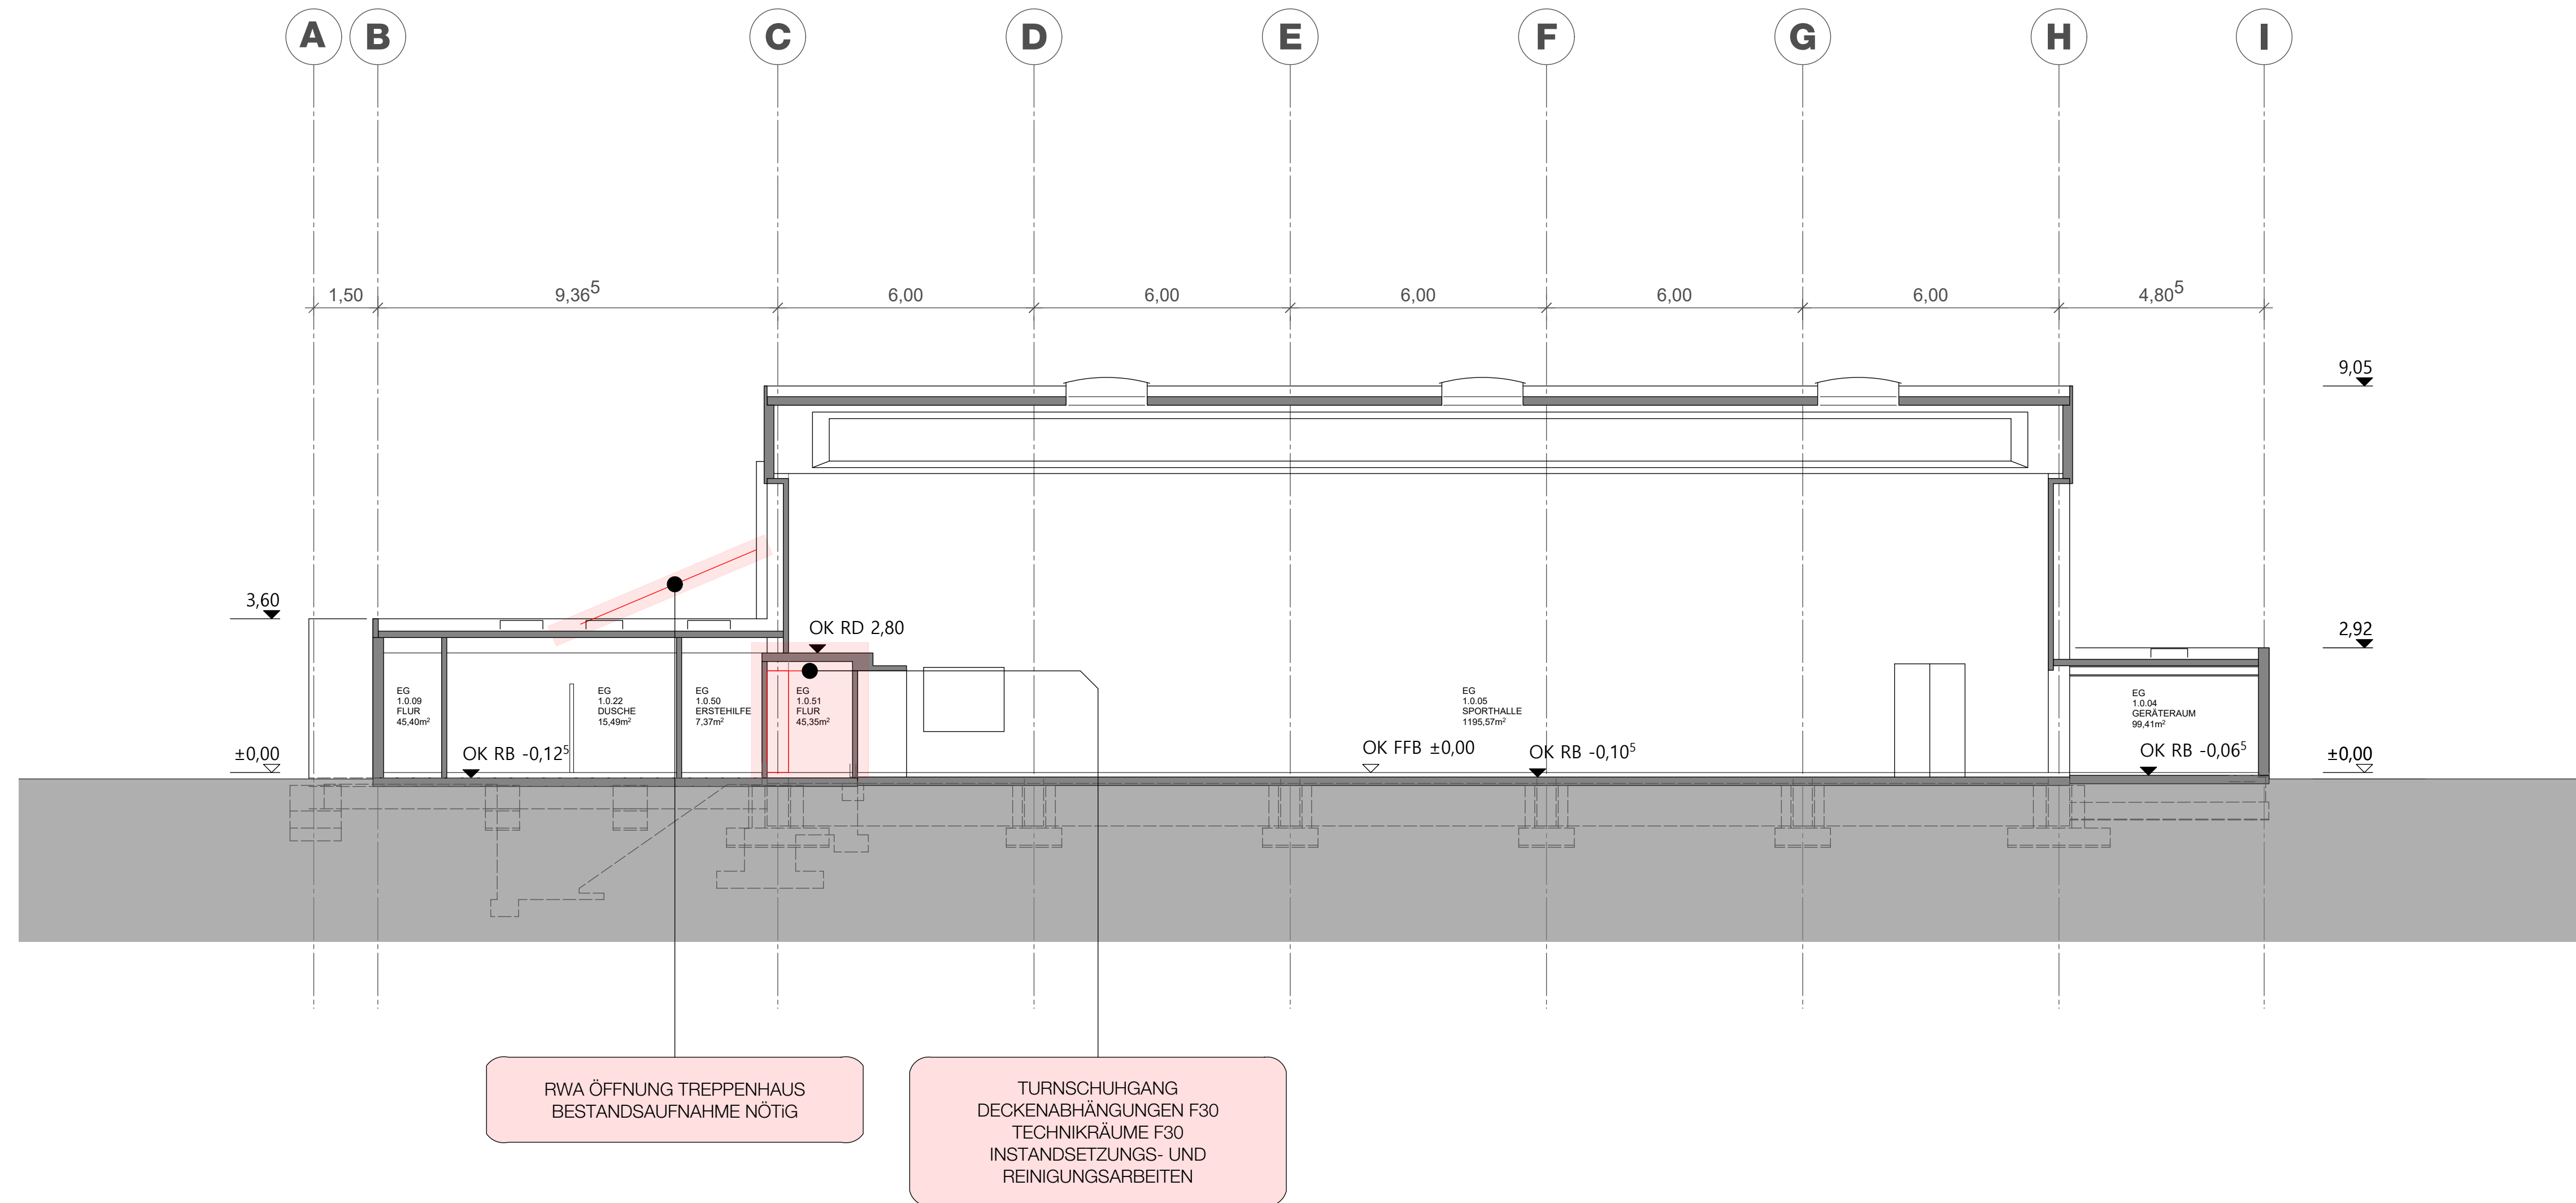 A B C D E F G H I
1,50 9,36⁵ 6,00 6,00 6,00 6,00 6,00 4,80⁵
9,05
3,60
OK RD 2,80
2,92
EG
1.0.09
FLUR
45,40m²
EG
1.0.22
DUSCHE
15,49m²
EG
1.0.50
ERSTEHILFE
7,37m²
EG
1.0.51
FLUR
45,35m²
EG
1.0.05
SPORTHALLE
1195,57m²
EG
1.0.04
GERÄTERAUM
99,41m²
±0,00
OK RB -0,12⁵
OK FFB ±0,00
OK RB -0,10⁵
OK RB -0,06⁵
±0,00
RWA ÖFFNUNG TREPPENHAUS
BESTANDSAUFNAHME NÖTiG
TURNSCHUHGANG
DECKENABHÄNGUNGEN F30
TECHNIKRÄUME F30
INSTANDSETZUNGS- UND
REINIGUNGSARBEITEN